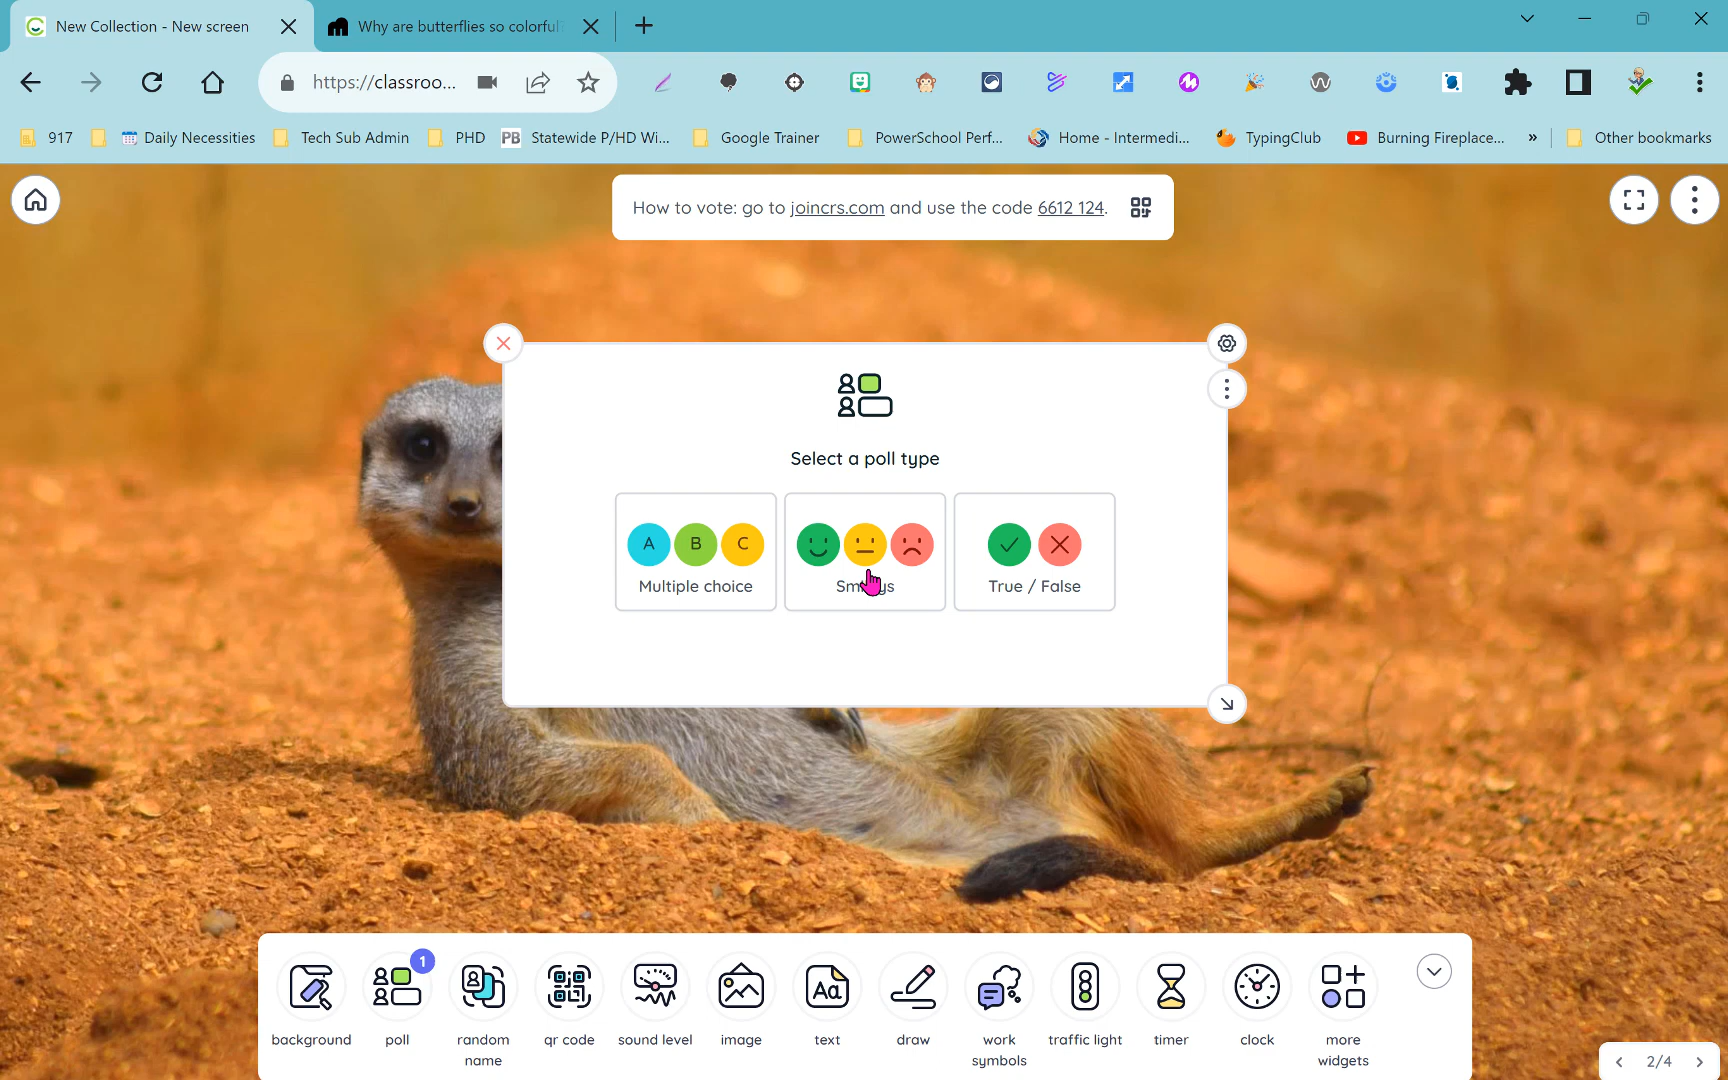 New Collection - New screen
Why are butterflies so colorful
https://classroo...
917
Daily Necessities
Tech Sub Admin
PHD
PB
Statewide P/HD Wi...
Google Trainer
PowerSchool Perf...
Home - Intermedi...
TypingClub
Burning Fireplace...
»
Other bookmarks
How to vote: go to joincrs.com and use the code 6612 124.
Select a poll type
A B C
Multiple choice
True / False
1
Aa
background
poll
random name
qr code
sound level
image
text
draw
work symbols
traffic light
timer
clock
more widgets
2/4